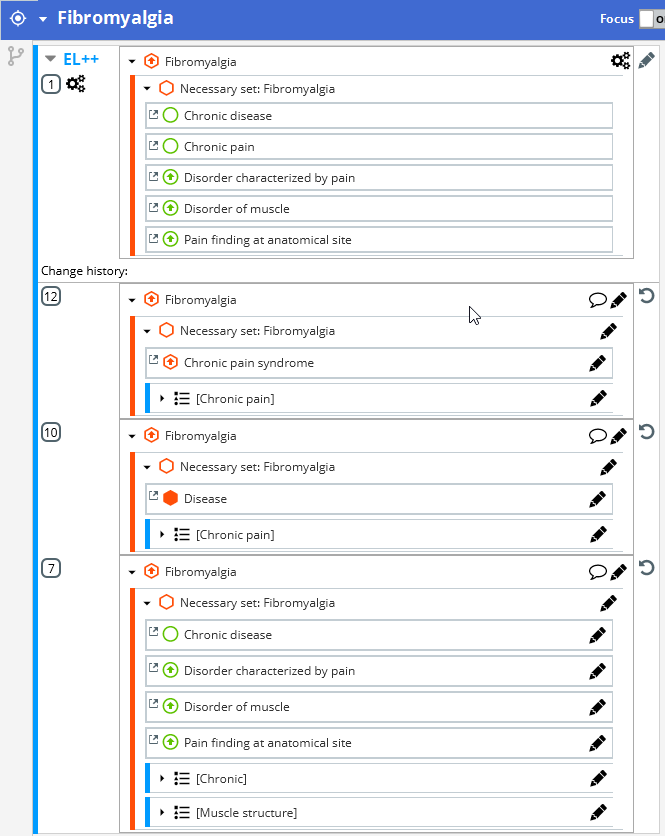 Fibromyalgia Focus
EL++ Fibromyalgia
1 Necessary set: Fibromyalgia
Chronic disease
Chronic pain
Disorder characterized by pain
Disorder of muscle
Pain finding at anatomical site
Change history:
12 Fibromyalgia
Necessary set: Fibromyalgia
Chronic pain syndrome
[Chronic pain]
10 Fibromyalgia
Necessary set: Fibromyalgia
Disease
[Chronic pain]
7 Fibromyalgia
Necessary set: Fibromyalgia
Chronic disease
Disorder characterized by pain
Disorder of muscle
Pain finding at anatomical site
[Chronic]
[Muscle structure]